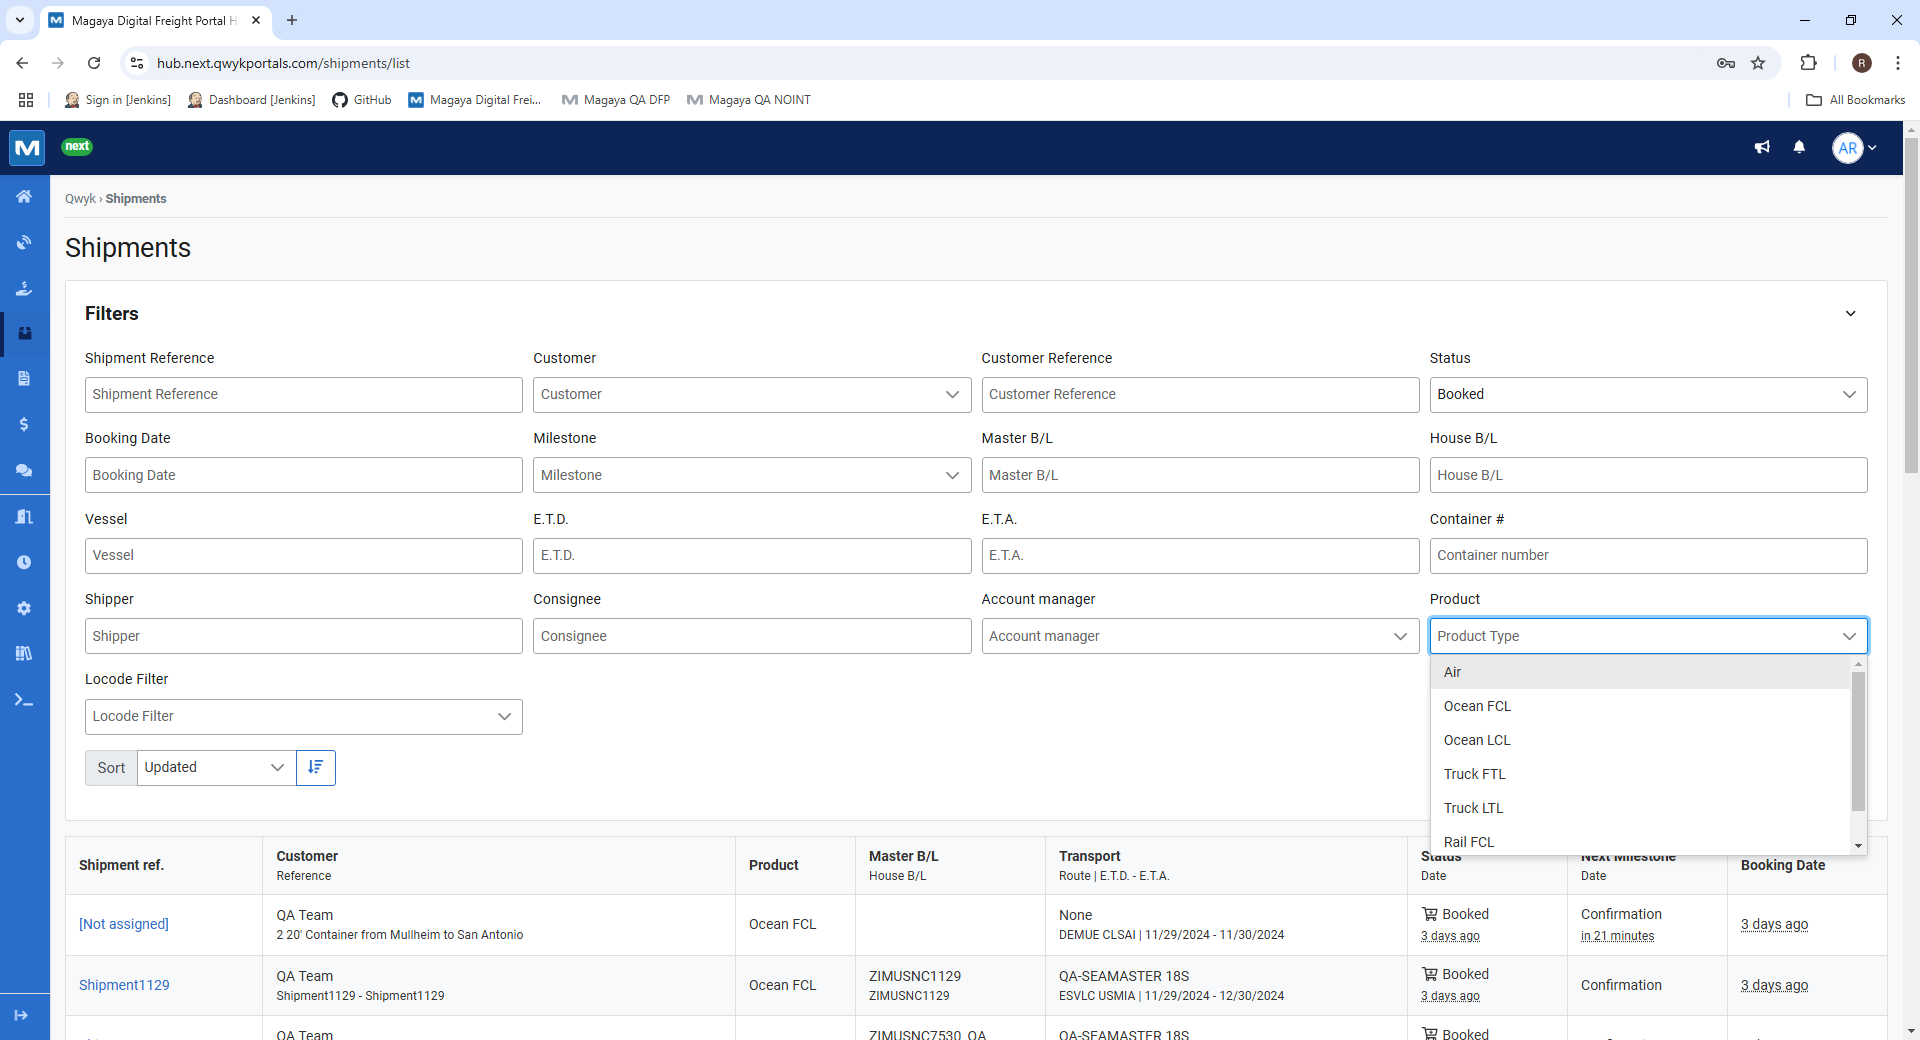 Magaya Digital Freight Portal H
hub.next.qwykportals.com/shipments/list
R
Sign in [Jenkins]
Dashboard [Jenkins]
GitHub
Magaya Digital Frei...
Magaya QA DFP
Magaya QA NOINT
All Bookmarks
next
AR
Qwyk › Shipments
Shipments
Filters
Shipment Reference
Customer
Customer Reference
Status
Shipment Reference
Customer
Customer Reference
Booked
Booking Date
Milestone
Master B/L
House B/L
Booking Date
Milestone
Master B/L
House B/L
Vessel
E.T.D.
E.T.A.
Container #
Vessel
E.T.D.
E.T.A.
Container number
Shipper
Consignee
Account manager
Product
Shipper
Consignee
Account manager
Product Type
Air
Ocean FCL
Ocean LCL
Truck FTL
Truck LTL
Rail FCL
Locode Filter
Locode Filter
Sort
Updated
Shipment ref.
Customer
Reference
Product
Master B/L
House B/L
Transport
Route | E.T.D. - E.T.A.
Status
Date
Next Milestone
Date
Booking Date
[Not assigned]
QA Team
2 20' Container from Mullheim to San Antonio
Ocean FCL
None
DEMUE CLSAI | 11/29/2024 - 11/30/2024
Booked
3 days ago
Confirmation
in 21 minutes
3 days ago
Shipment1129
QA Team
Shipment1129 - Shipment1129
Ocean FCL
ZIMUSNC1129
ZIMUSNC1129
QA-SEAMASTER 18S
ESVLC USMIA | 11/29/2024 - 12/30/2024
Booked
3 days ago
Confirmation
3 days ago
QA Team
ZIMUSNC7530_QA
QA-SEAMASTER 18S
Booked